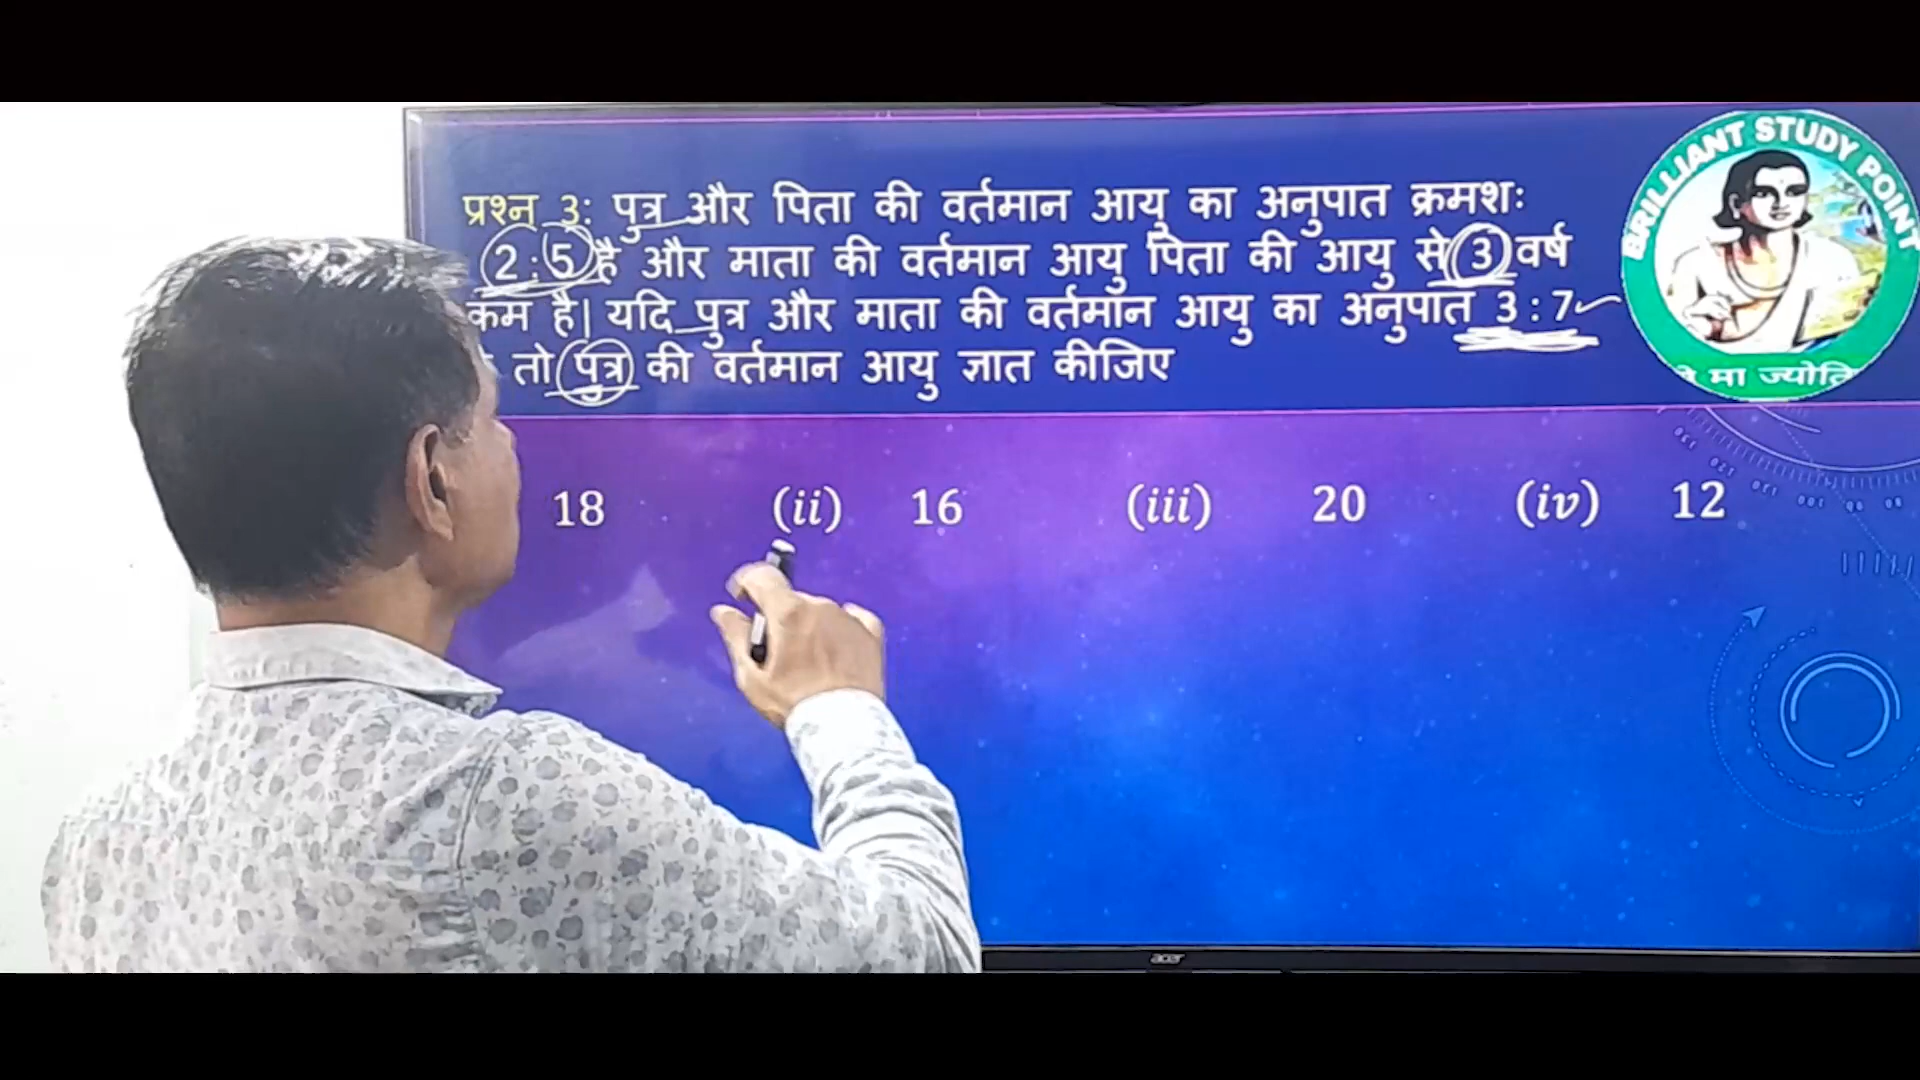 प्रश्न 3: पुत्र और पिता की वर्तमान आयु का अनुपात क्रमशः
2:5 है और माता की वर्तमान आयु पिता की आयु से 3 वर्ष
कम है। यदि पुत्र और माता की वर्तमान आयु का अनुपात 3:7
तो पुत्र की वर्तमान आयु ज्ञात कीजिए
BRILLIANT STUDY POINT
मा ज्योति
18 (ii) 16 (iii) 20 (iv) 12
acer